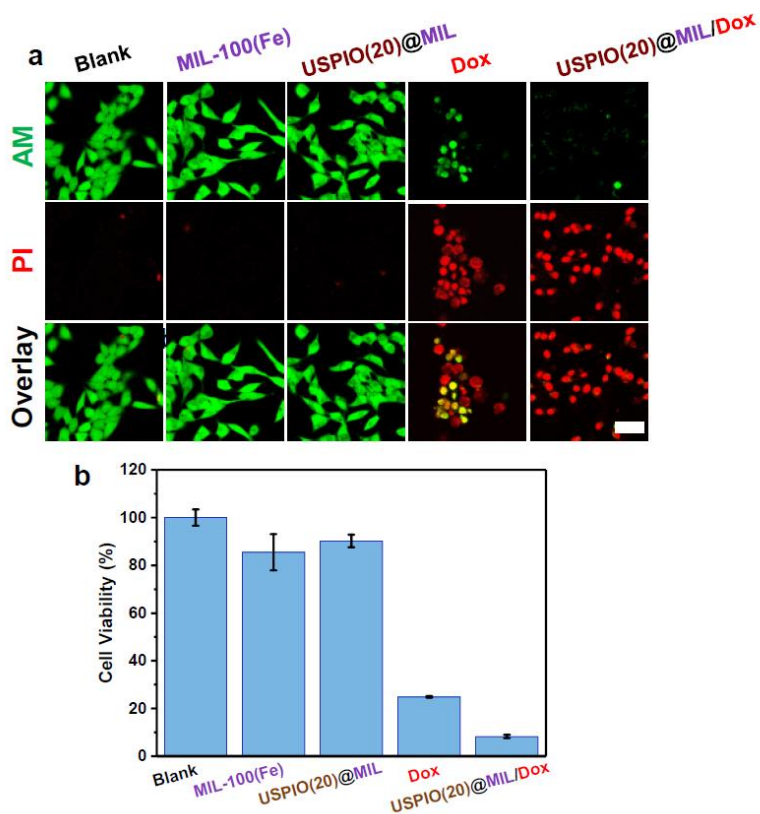 a
Blank
MIL-100(Fe)
USPIO(20)@MIL
Dox
USPIO(20)@MIL/Dox
AM
PI
Overlay
b
Cell Viability (%)
120
100
80
60
40
20
0
Blank
MIL-100(Fe)
USPIO(20)@MIL
Dox
USPIO(20)@MIL/Dox